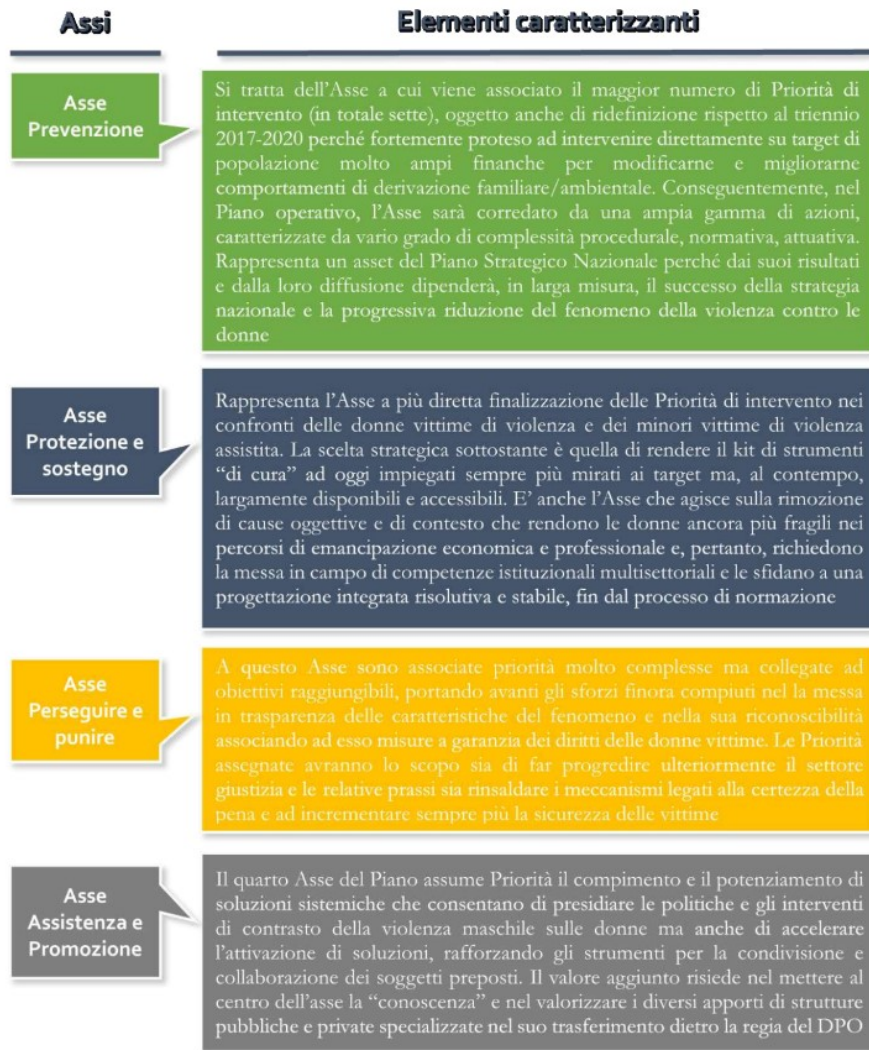 Assi
Elementi caratterizzanti
Asse
Prevenzione
Si tratta dell'Asse a cui viene associato il maggior numero di Priorità di
intervento (in totale sette), oggetto anche di ridefinizione rispetto al triennio
2017-2020 perché fortemente proteso ad intervenire direttamente su target di
popolazione molto ampi finanche per modificarne e migliorarne
comportamenti di derivazione familiare/ambientale. Conseguentemente, nel
Piano operativo, l'Asse sarà corredato da una ampia gamma di azioni,
caratterizzate da vario grado di complessità procedurale, normativa, attuativa.
Rappresenta un asset del Piano Strategico Nazionale perché dai suoi risultati
e dalla loro diffusione dipenderà, in larga misura, il successo della strategia
nazionale e la progressiva riduzione del fenomeno della violenza contro le
donne
Asse
Protezione e
sostegno
Rappresenta l'Asse a più diretta finalizzazione delle Priorità di intervento nei
confronti delle donne vittime di violenza e dei minori vittime di violenza
assistita. La scelta strategica sottostante è quella di rendere il kit di strumenti
“di cura” ad oggi impiegati sempre più mirati ai target ma, al contempo,
largamente disponibili e accessibili. E' anche l'Asse che agisce sulla rimozione
di cause oggettive e di contesto che rendono le donne ancora più fragili nei
percorsi di emancipazione economica e professionale e, pertanto, richiedono
la messa in campo di competenze istituzionali multisettoriali e le sfidano a una
progettazione integrata risolutiva e stabile, fin dal processo di normazione
Asse
Perseguire e
punire
A questo Asse sono associate priorità molto complesse ma collegate ad
obiettivi raggiungibili, portando avanti gli sforzi finora compiuti nel la messa
in trasparenza delle caratteristiche del fenomeno e nella sua riconoscibilità
associando ad esso misure a garanzia dei diritti delle donne vittime. Le Priorità
assegnate avranno lo scopo sia di far progredire ulteriormente il settore
giustizia e le relative prassi sia rinsaldare i meccanismi legati alla certezza della
pena e ad incrementare sempre più la sicurezza delle vittime
Asse
Assistenza e
Promozione
Il quarto Asse del Piano assume Priorità il compimento e il potenziamento di
soluzioni sistemiche che consentano di presidiare le politiche e gli interventi
di contrasto della violenza maschile sulle donne ma anche di accelerare
l'attivazione di soluzioni, rafforzando gli strumenti per la condivisione e
collaborazione dei soggetti preposti. Il valore aggiunto risiede nel mettere al
centro dell'asse la “conoscenza” e nel valorizzare i diversi apporti di strutture
pubbliche e private specializzate nel suo trasferimento dietro la regia del DPO